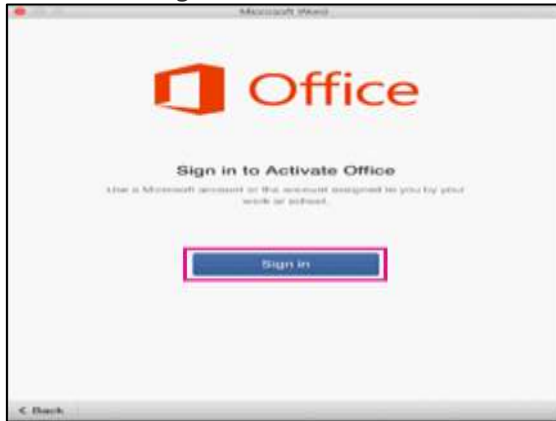 Microsoft Word
Office
Sign in to Activate Office
Use a Microsoft account or the account assigned to you by your
work or school.
Sign in
< Back